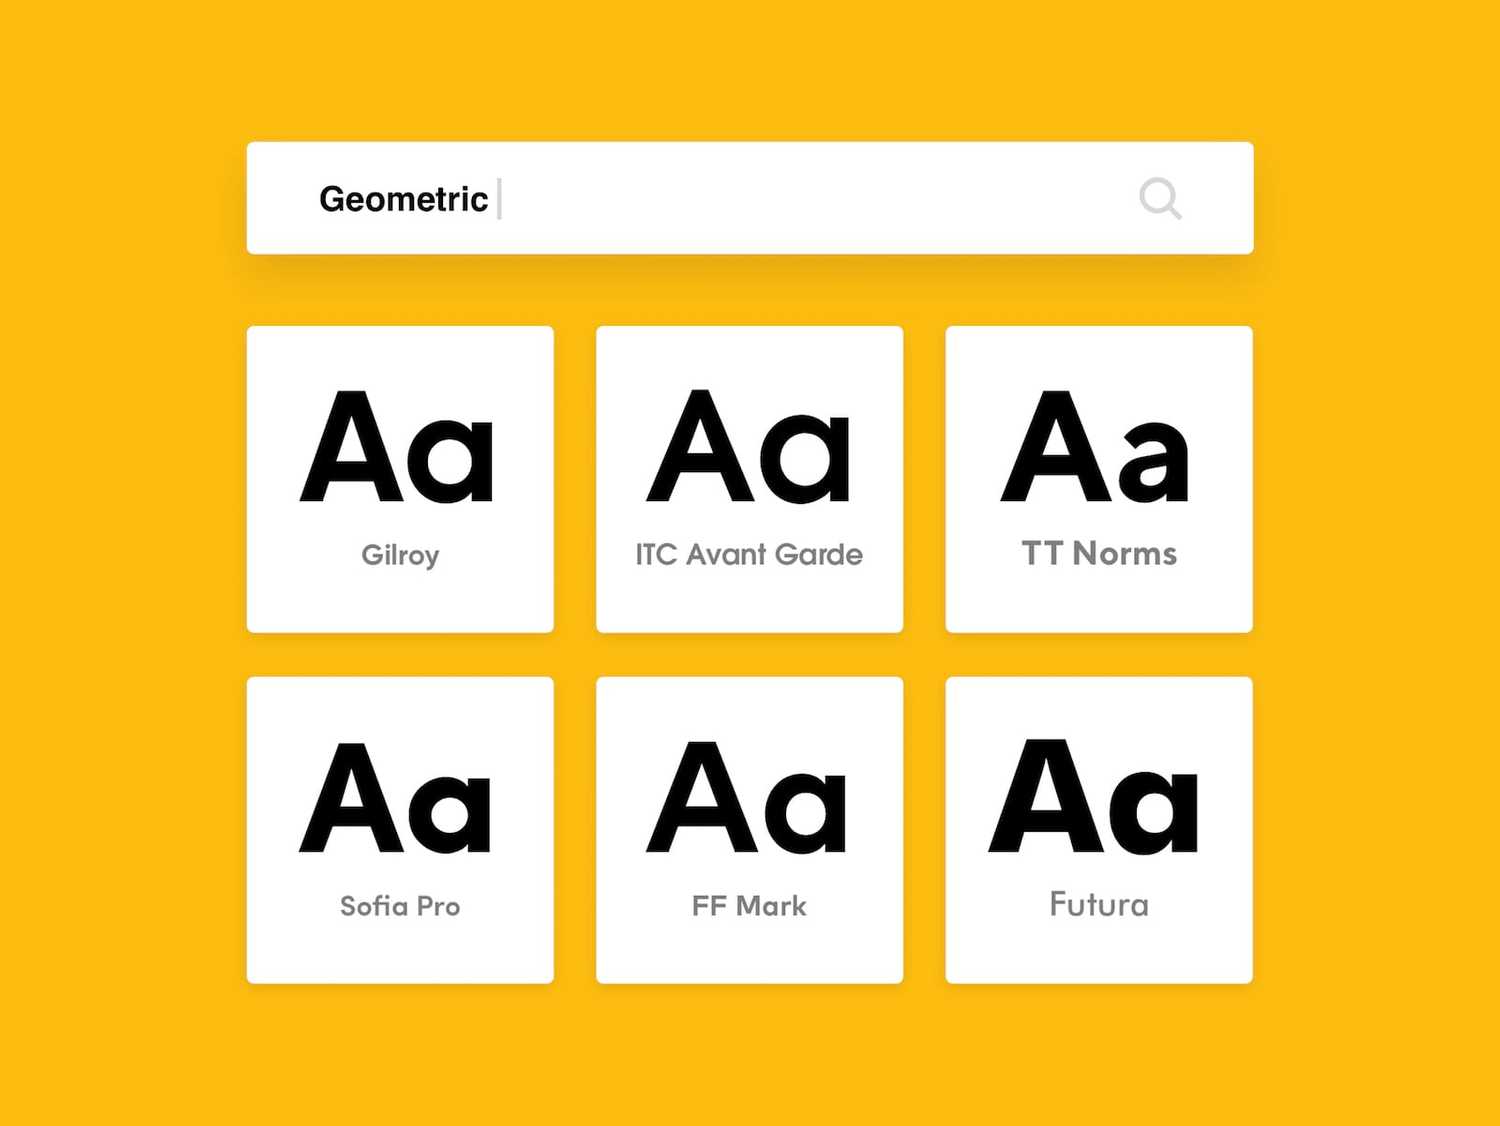 Geometric
Aa
Gilroy
Aa
ITC Avant Garde
Aa
TT Norms
Aa
Sofia Pro
Aa
FF Mark
Aa
Futura